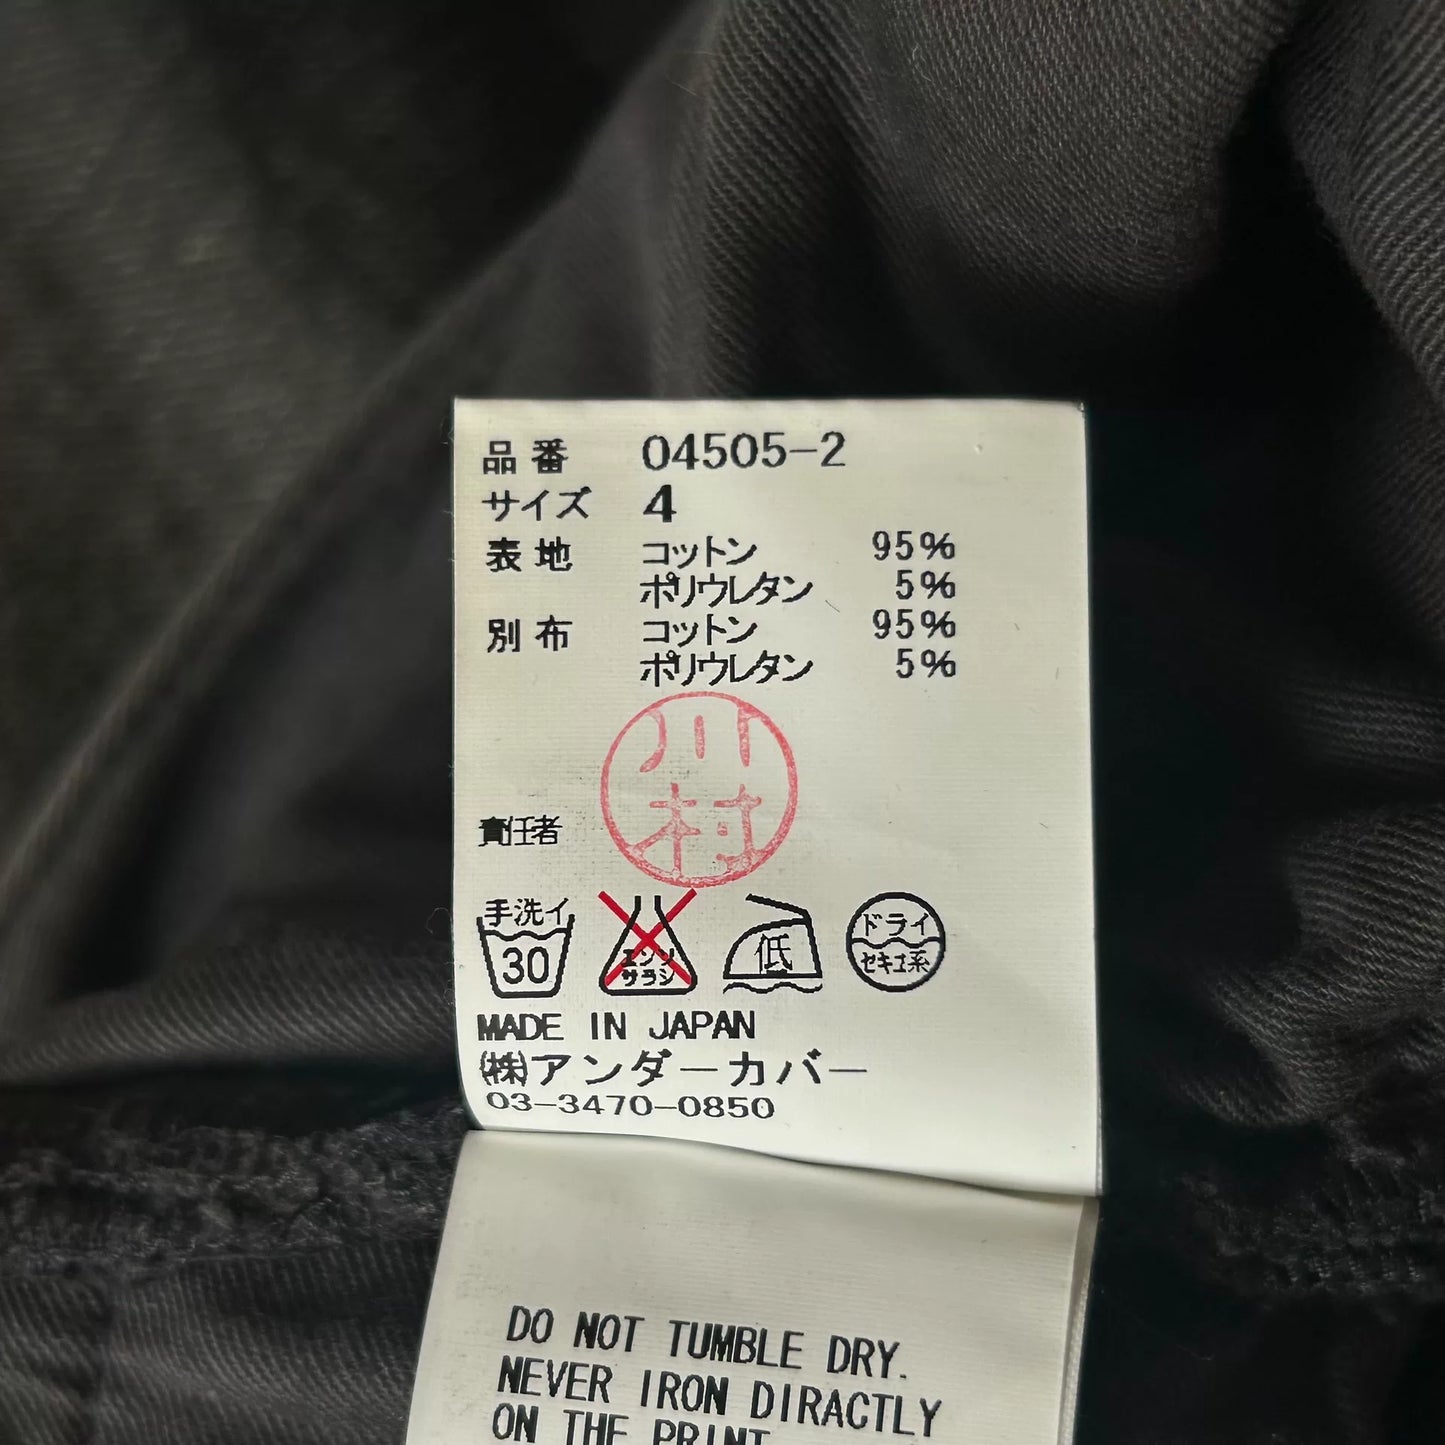 品番 04505-2
サイズ 4
表地 コットン 95%
ポリウレタン 5%
別布 コットン 95%
ポリウレタン 5%
川村
責任者
手洗イ
30
エンソ
サラシ
低
ドライ
セキユ系
MADE IN JAPAN
(株)アンダーカバー
03-3470-0850
DO NOT TUMBLE DRY.
NEVER IRON DIRACTLY
ON THE PRINT